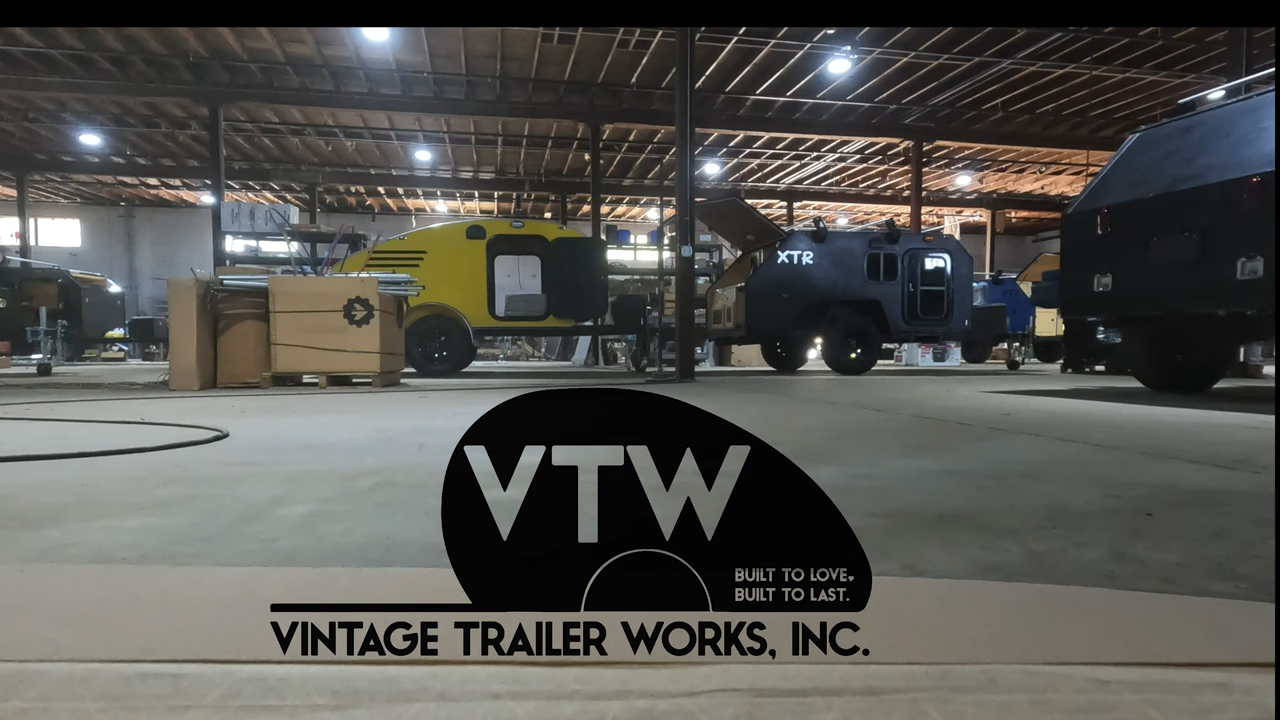 XTR
VTW
BUILT TO LOVE,
BUILT TO LAST.
VINTAGE TRAILER WORKS, INC.